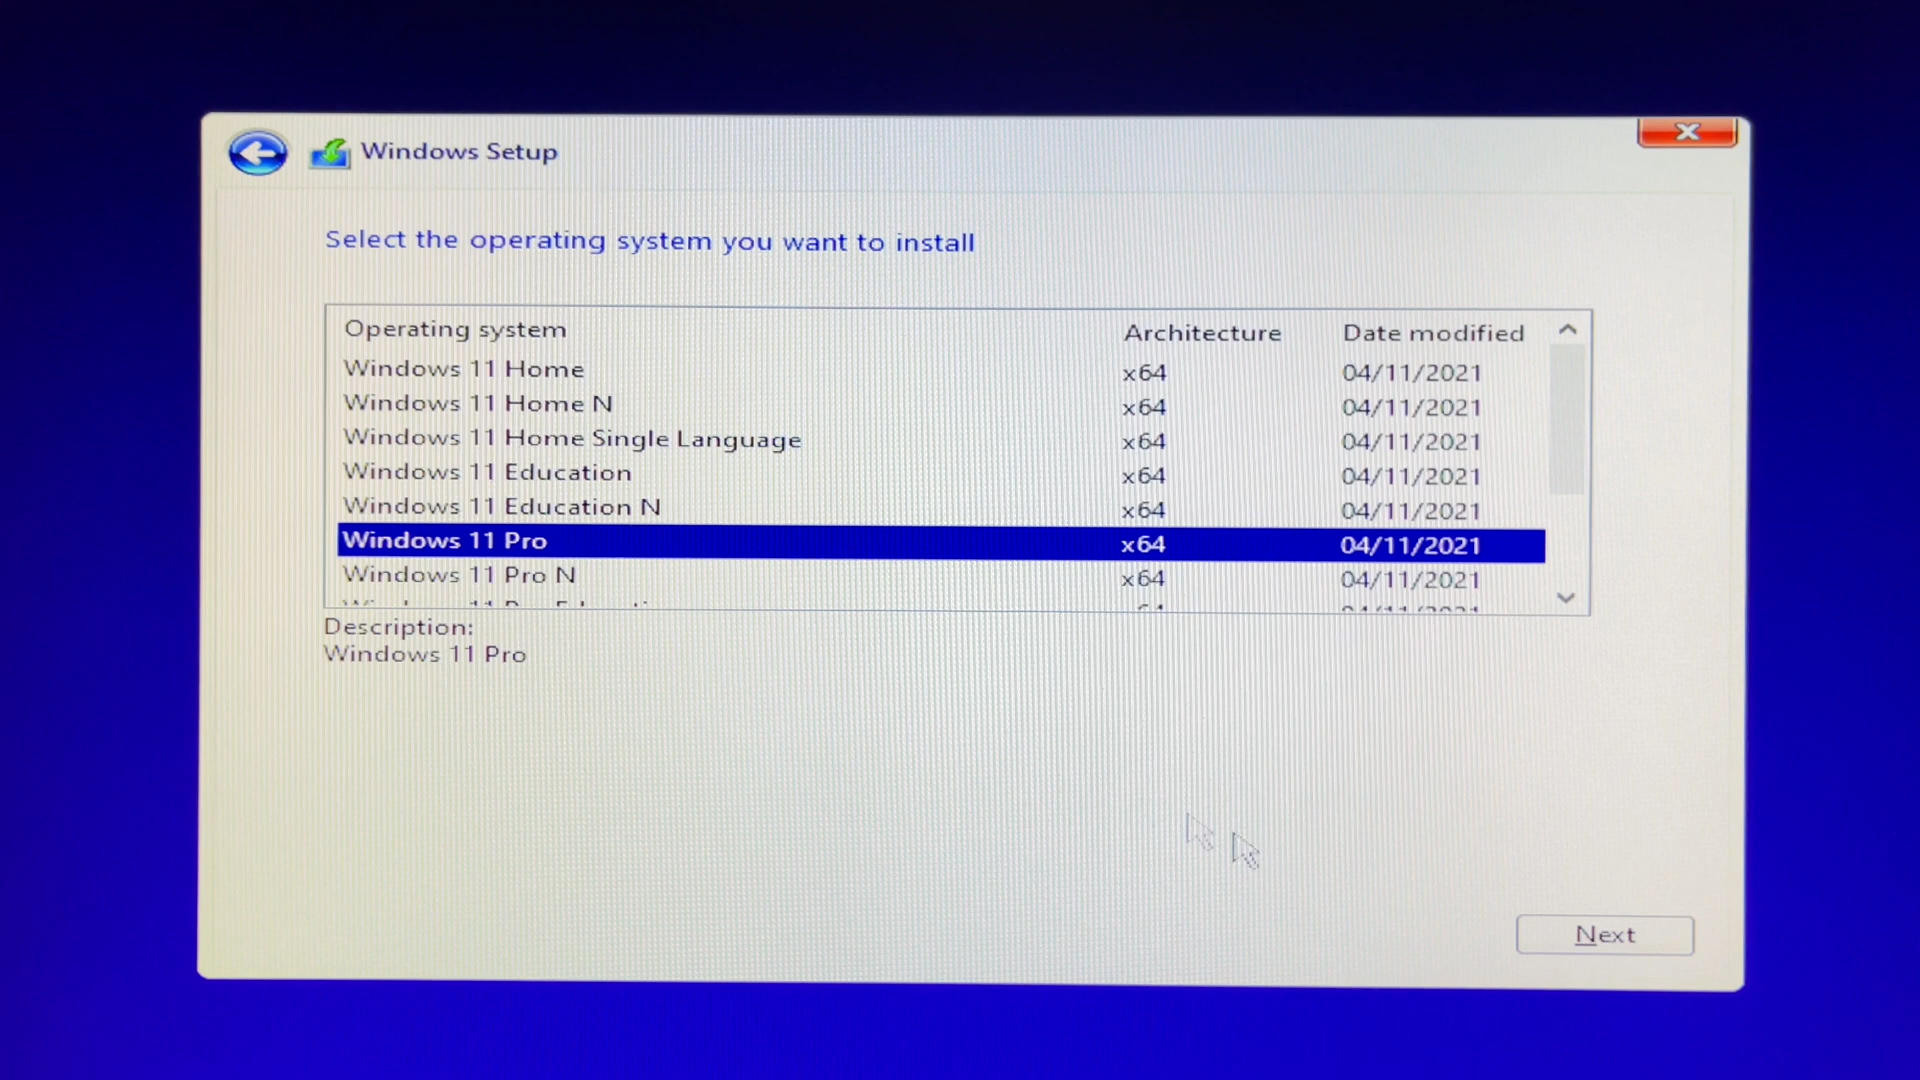 Windows Setup
Select the operating system you want to install
Operating system Architecture Date modified
Windows 11 Home x64 04/11/2021
Windows 11 Home N x64 04/11/2021
Windows 11 Home Single Language x64 04/11/2021
Windows 11 Education x64 04/11/2021
Windows 11 Education N x64 04/11/2021
Windows 11 Pro x64 04/11/2021
Windows 11 Pro N x64 04/11/2021
Description:
Windows 11 Pro
Next